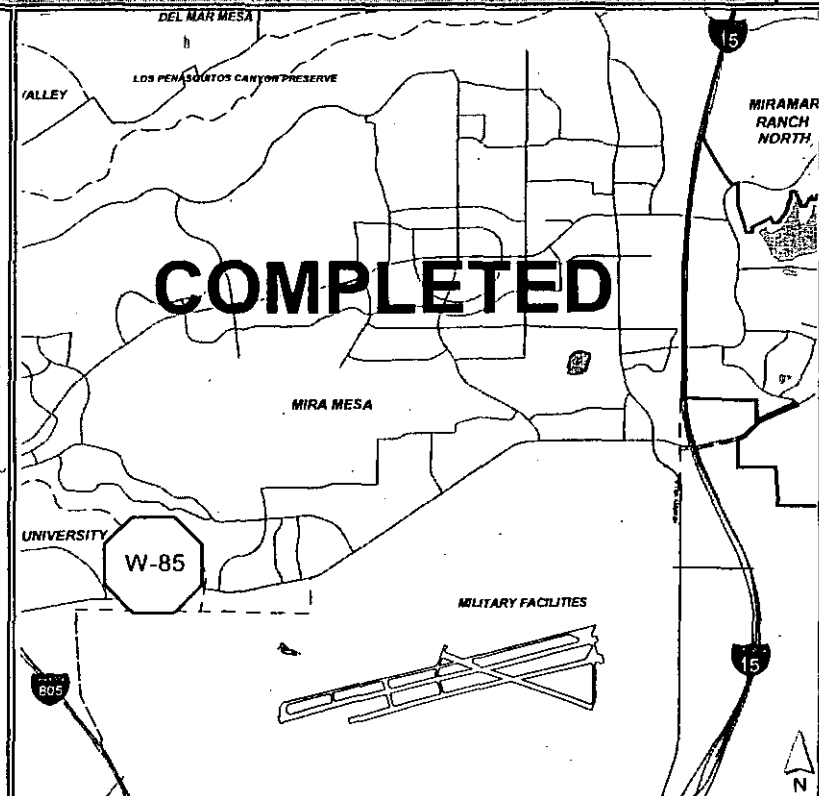 DEL MAR MESA
15
LOS PENASQUITOS CANYON PRESERVE
/ALLEY
MIRAMAR
RANCH
NORTH
COMPLETED
MIRA MESA
UNIVERSITY
W-85
MILITARY FACILITIES
15
805
N